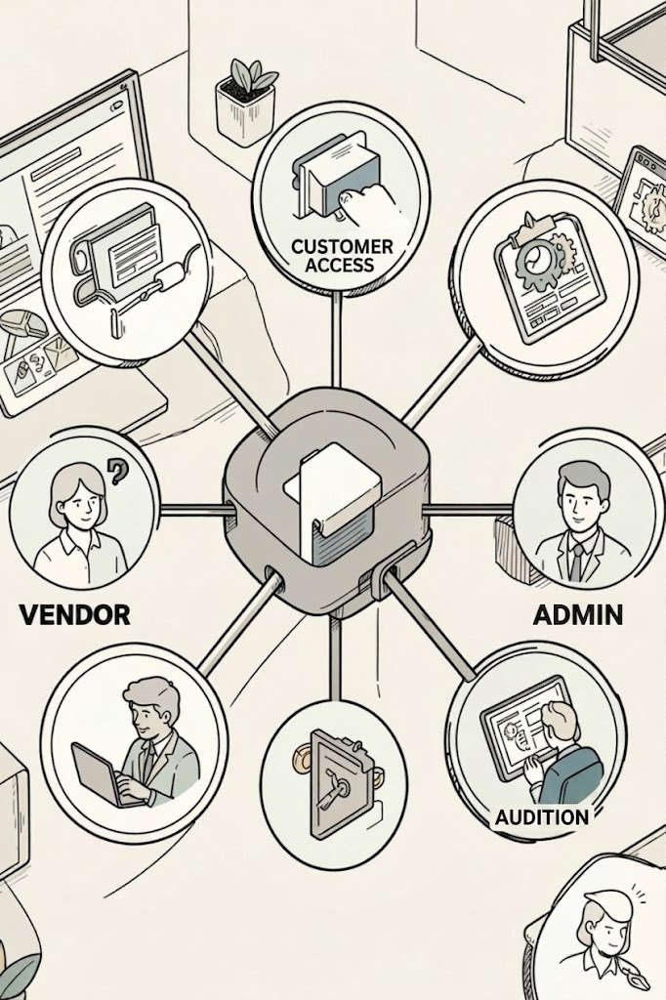 CUSTOMER
ACCESS
?
VENDOR
ADMIN
AUDITION